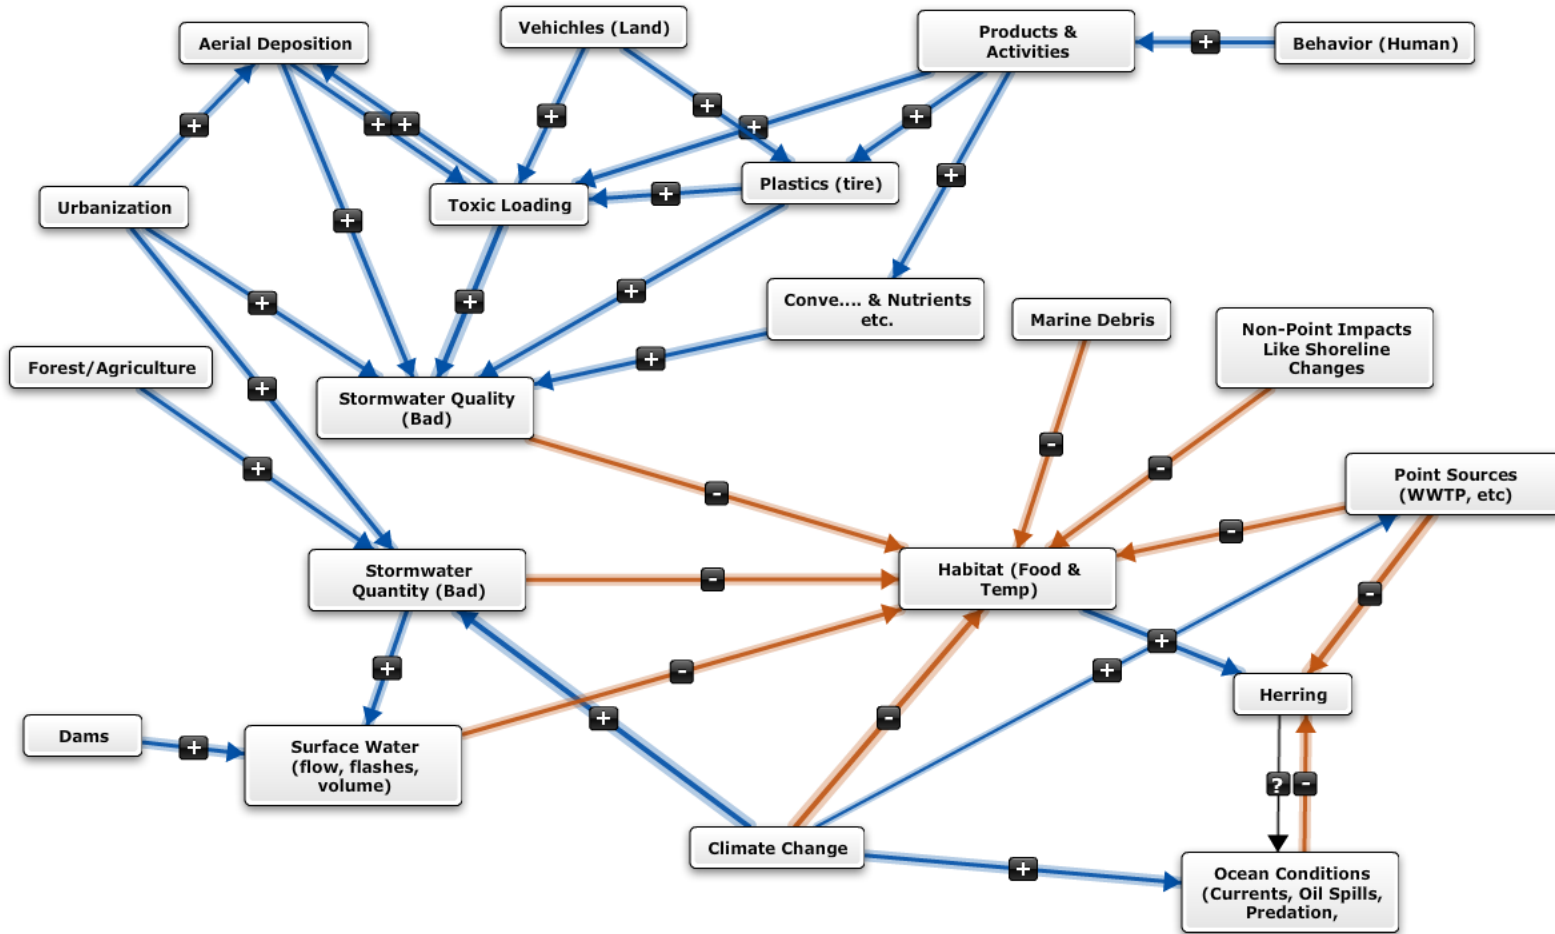 Vehichles (Land)
Products &
Activities
Behavior (Human)
Aerial Deposition
+
+
+
+
+
+
+
+
+
Plastics (tire)
Urbanization
Toxic Loading
+
+
+
+
+
+
+
Conve.... & Nutrients
etc.
Marine Debris
Non-Point Impacts
Like Shoreline
Changes
Forest/Agriculture
+
+
Stormwater Quality
(Bad)
-
-
+
-
Point Sources
(WWTP, etc)
-
Stormwater
Quantity (Bad)
-
Habitat (Food &
Temp)
-
+
+
-
+
Herring
Dams
+
Surface Water
(flow, flashes,
volume)
+
-
?
-
Climate Change
+
Ocean Conditions
(Currents, Oil Spills,
Predation,